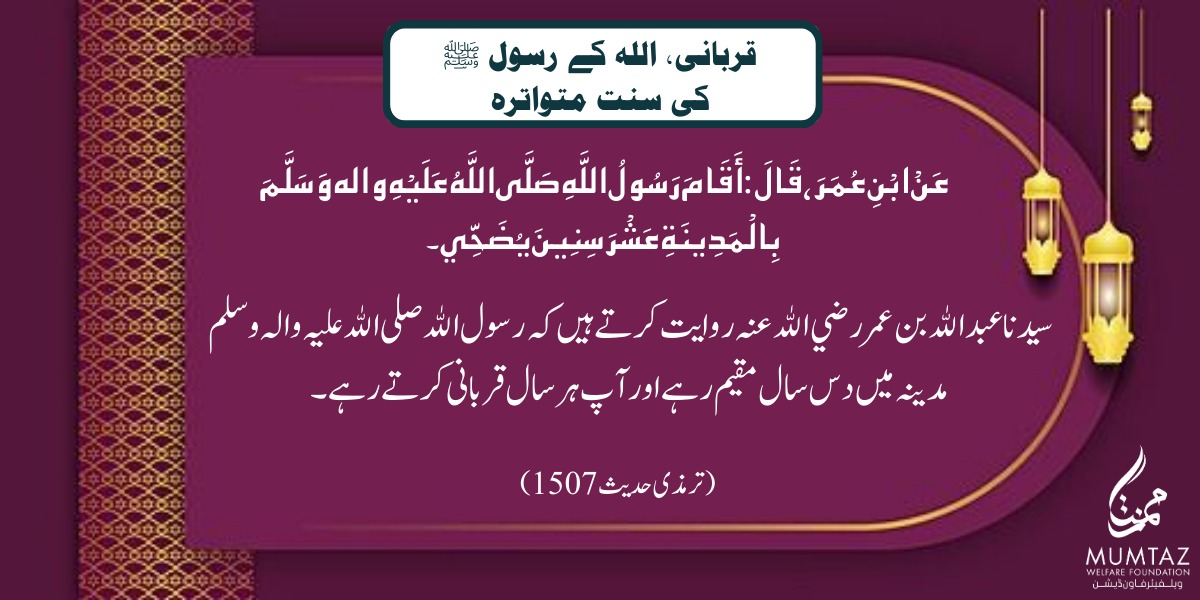 قربانی، اللہ کے رسول ﷺ
کی سنت متواترہ
عَنْ ابْنِ عُمَرَ، قَالَ: أَقَامَ رَسُولُ اللَّهِ صَلَّى اللَّهُ عَلَيْهِ والہ وَسَلَّمَ
بِالْمَدِينَةِ عَشْرَ سِنِينَ يُضَحِّي۔
سیدنا عبداللہ بن عمر رضي اللہ عنہ روایت کرتے ہیں کہ رسول اللہ صلی اللہ علیہ والہ وسلم
مدینہ میں دس سال مقیم رہے اور آپ ہر سال قربانی کرتے رہے۔
(ترمذی حدیث 1507)
ممتاز
MUMTAZ
WELFARE FOUNDATION
ویلفیئر فاونڈیشن